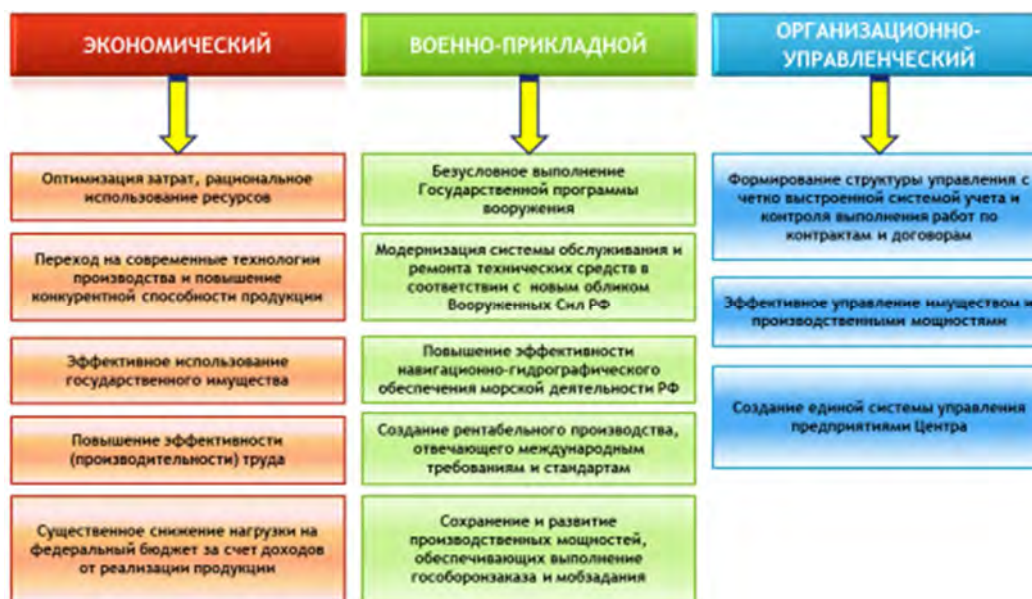 ЭКОНОМИЧЕСКИЙ
Оптимизация затрат, рациональное
использование ресурсов
Переход на современные технологии
производства и повышение
конкурентной способности продукции
Эффективное использование
государственного имущества
Повышение эффективности
(производительности) труда
Существенное снижение нагрузки на
федеральный бюджет за счет доходов
от реализации продукции
ВОЕННО-ПРИКЛАДНОЙ
Безусловное выполнение
Государственной программы
вооружения
Модернизация системы обслуживания и
ремонта технических средств в
соответствии с новым обликом
Вооруженных Сил РФ
Повышение эффективности
навигационно-гидрографического
обеспечения морской деятельности РФ
Создание рентабельного производства,
отвечающего международным
требованиям и стандартам
Сохранение и развитие
производственных мощностей,
обеспечивающих выполнение
гособоронзаказа и мобзадания
ОРГАНИЗАЦИОННО-
УПРАВЛЕНЧЕСКИЙ
Формирование структуры управления с
четко выстроенной системой учета и
контроля выполнения работ по
контрактам и договорам
Эффективное управление имуществом и
производственными мощностями
Создание единой системы управления
предприятиями Центра